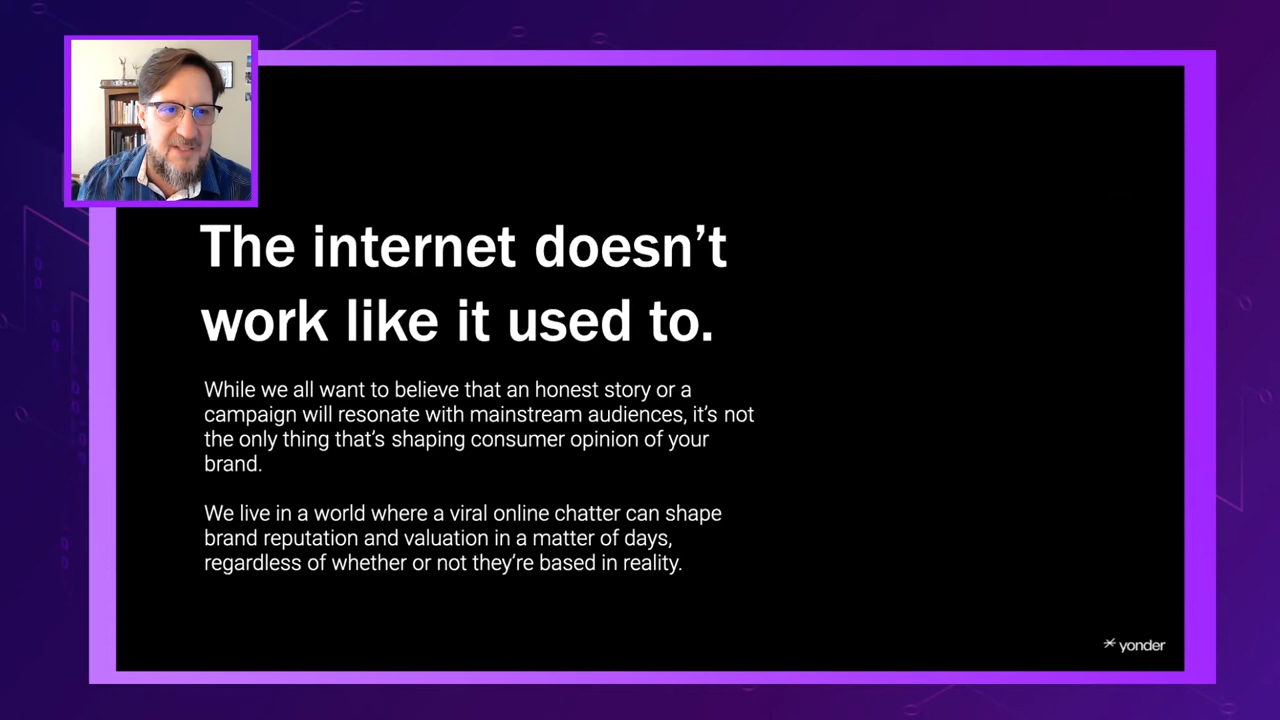 The internet doesn’t
work like it used to.
While we all want to believe that an honest story or a
campaign will resonate with mainstream audiences, it’s not
the only thing that’s shaping consumer opinion of your
brand.
We live in a world where a viral online chatter can shape
brand reputation and valuation in a matter of days,
regardless of whether or not they’re based in reality.
yonder